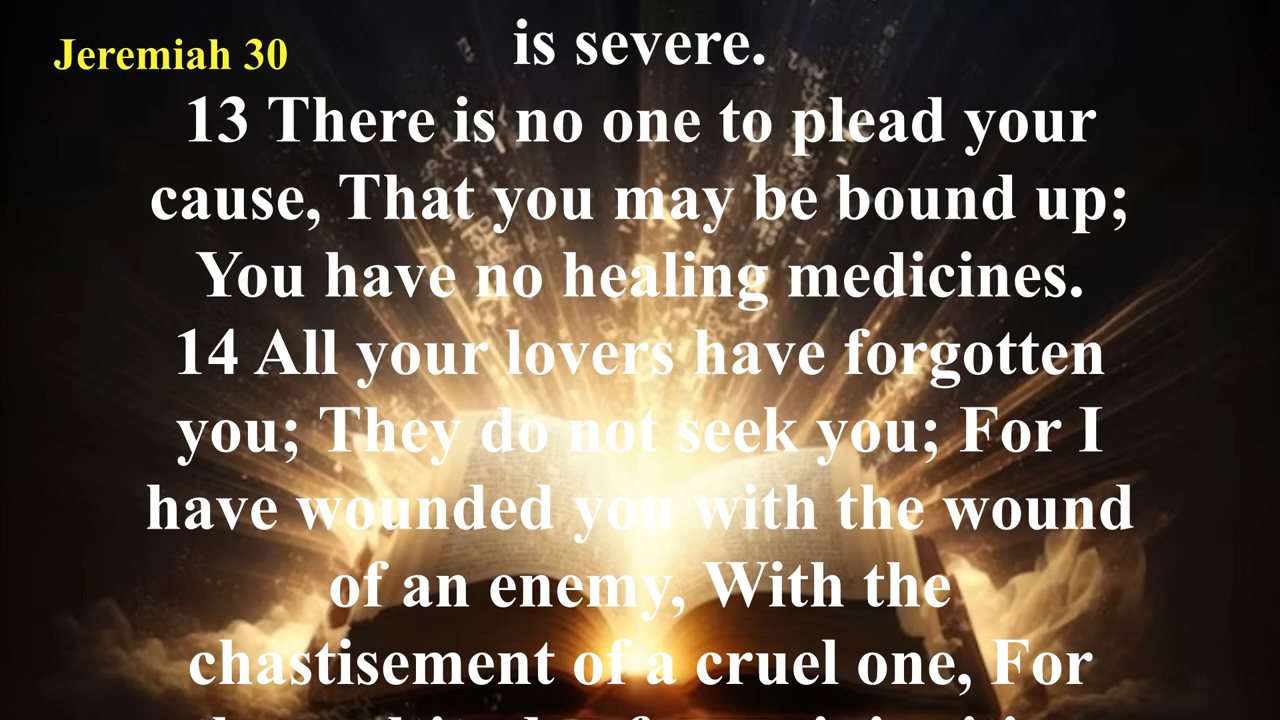 Jeremiah 30
is severe.
13 There is no one to plead your
cause, That you may be bound up;
You have no healing medicines.
14 All your lovers have forgotten
you; They do not seek you; For I
have wounded you with the wound
of an enemy, With the
chastisement of a cruel one, For